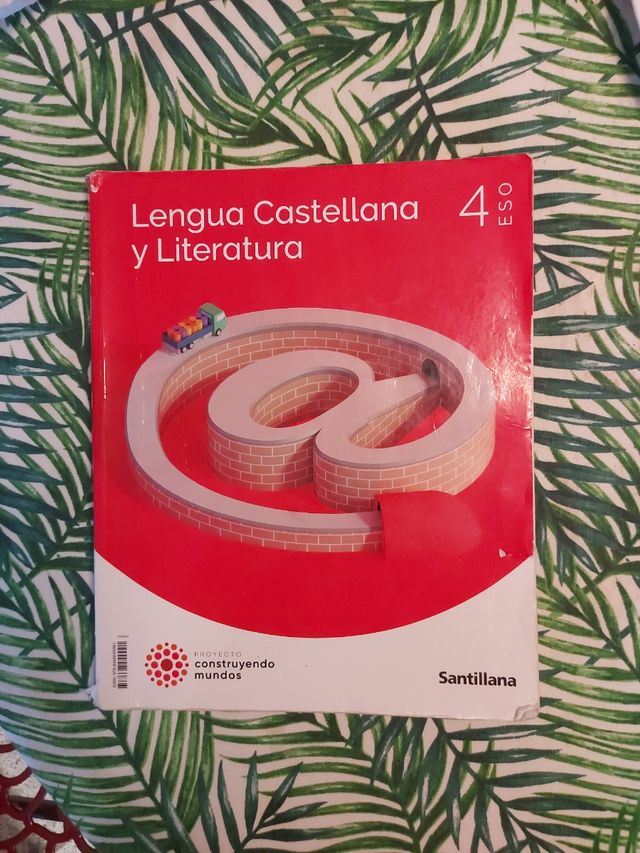 Lengua Castellana
y Literatura
4
ESO
PROYECTO
construyendo
mundos
Santillana